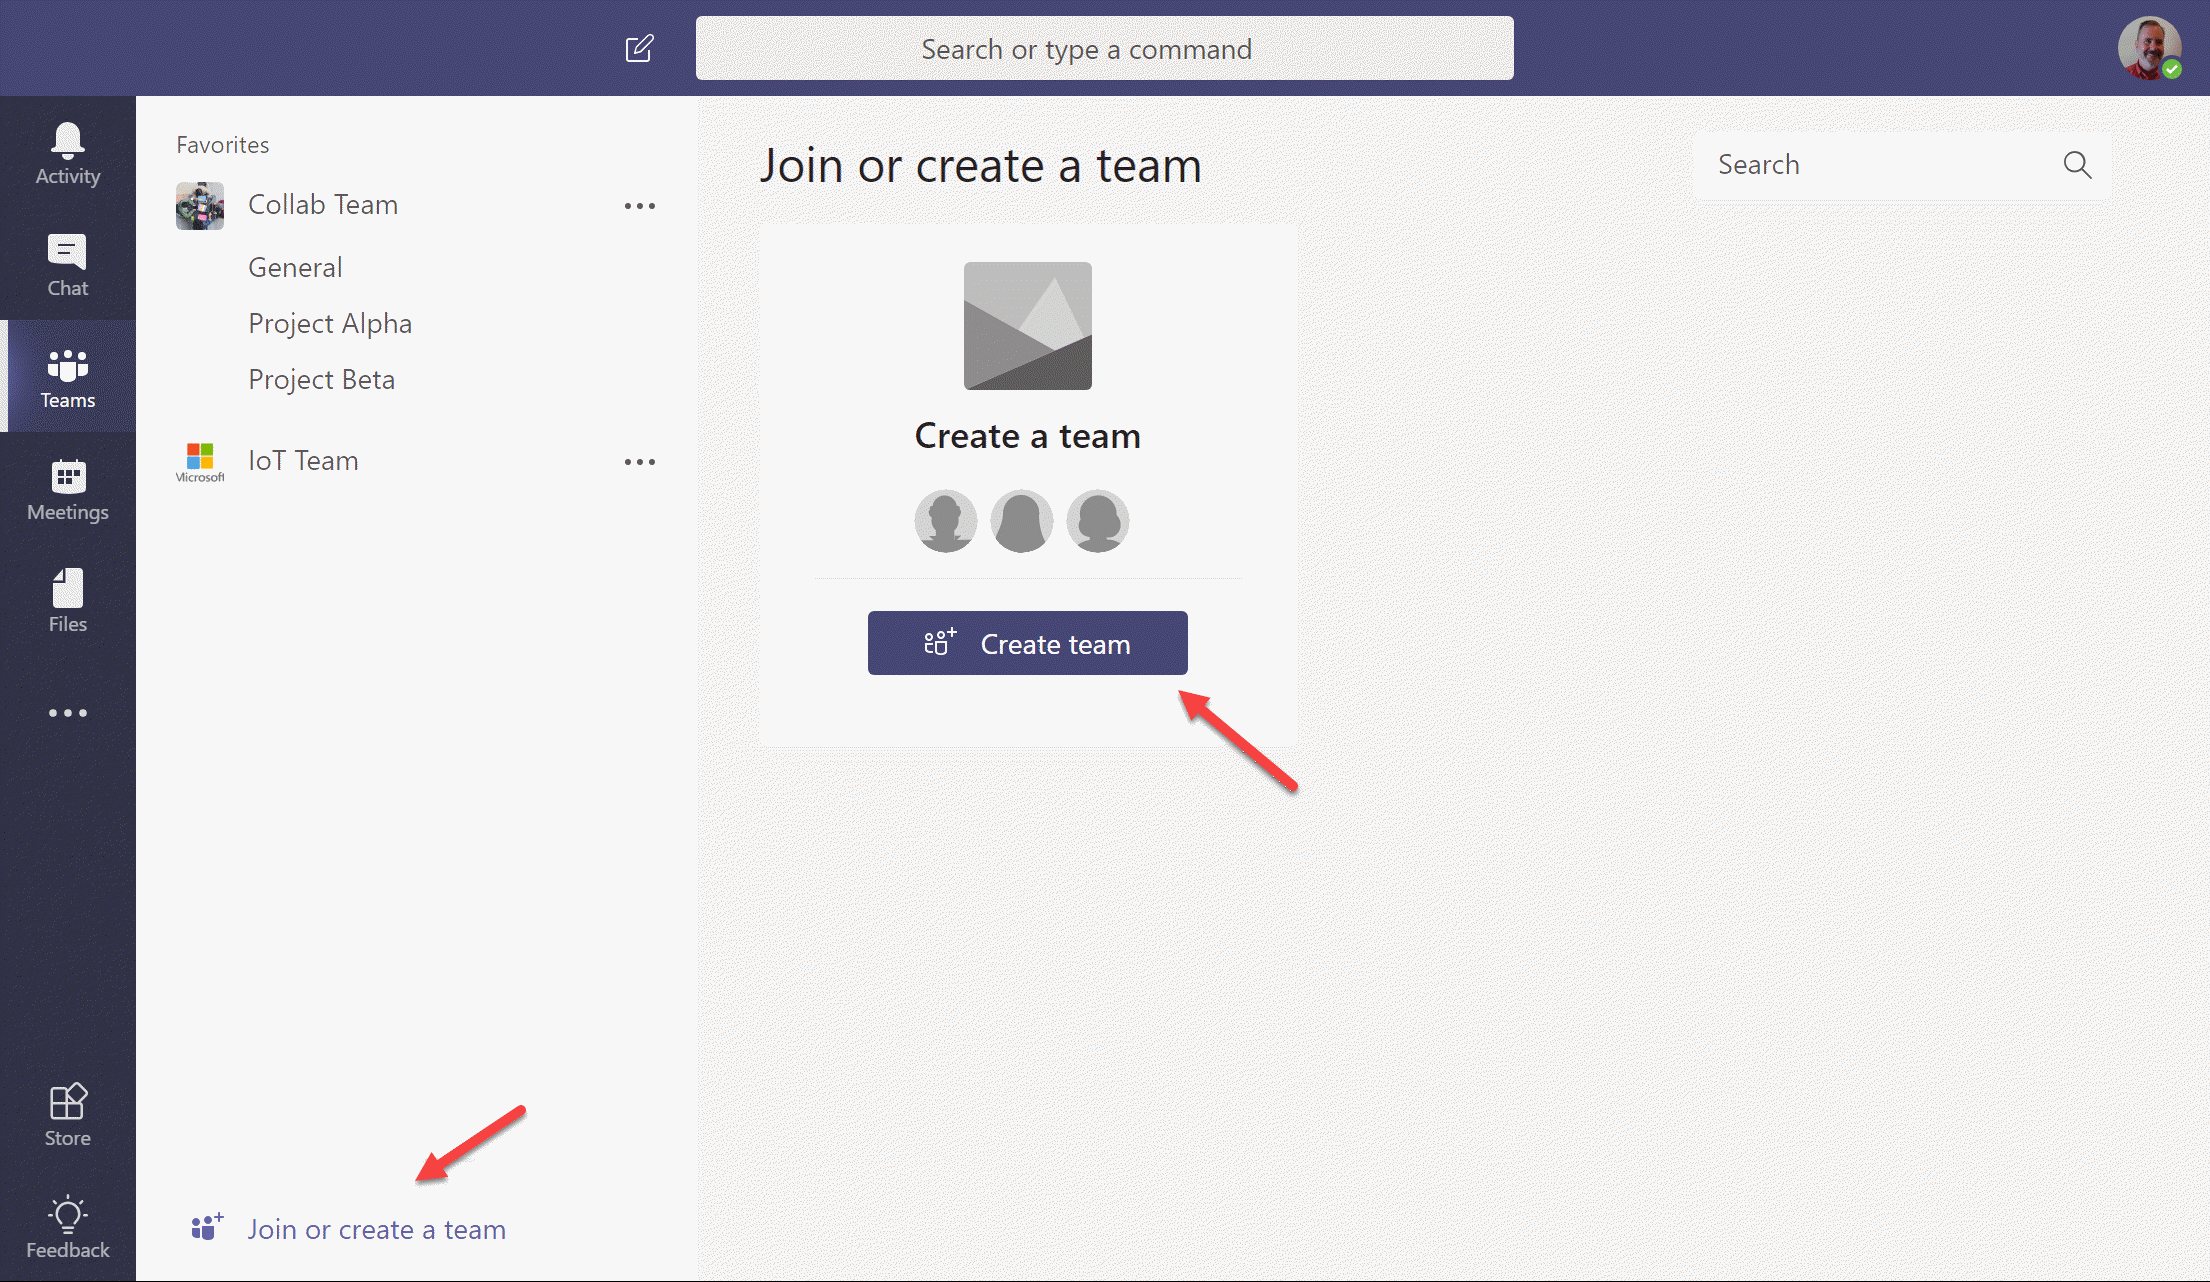 Search or type a command
Activity
Chat
Teams
Meetings
Files
Store
Feedback
Favorites
Collab Team
General
Project Alpha
Project Beta
Microsoft
IoT Team
Join or create a team
Join or create a team
Search
Create a team
Create team